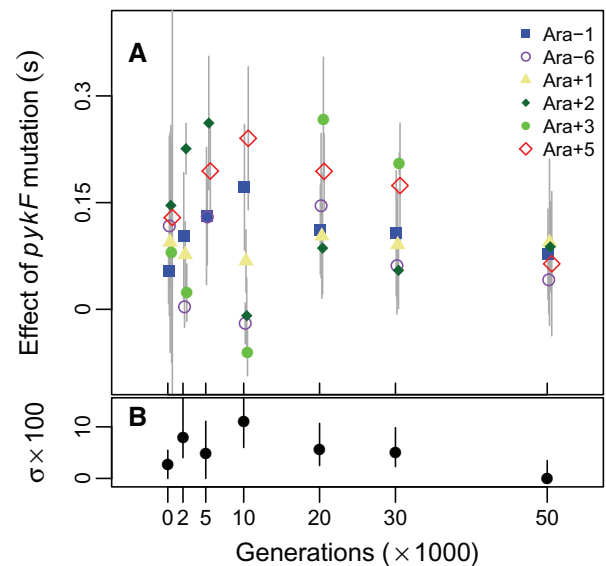 A
Ara−1
Ara−6
Ara+1
Ara+2
Ara+3
Ara+5
Effect of pykF mutation (s)
0.3
0.15
0
B
σ×100
10
0
0 2 5 10 20 30 50
Generations (×1000)